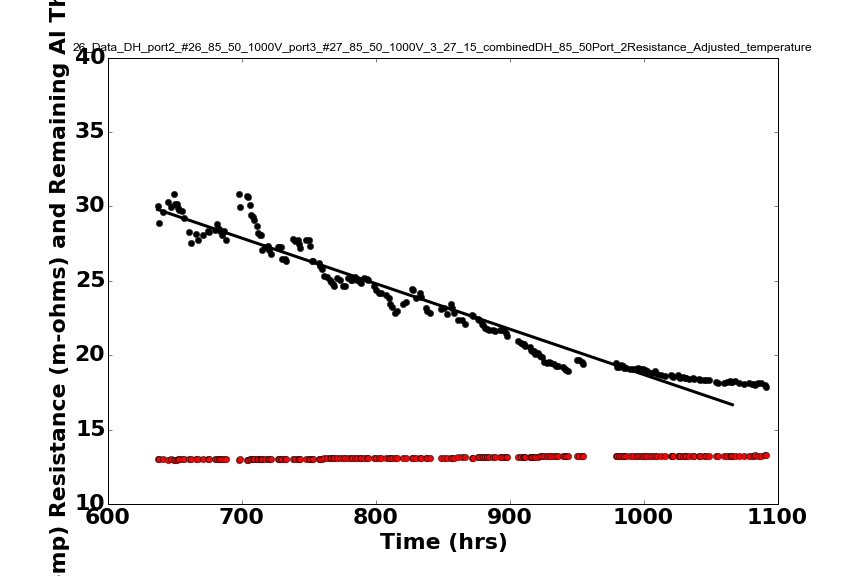 26_Data_DH_port2_#26_85_50_1000V_port3_#27_85_50_1000V_3_27_15_combinedDH_85_50Port_2Resistance_Adjusted_temperature
mp) Resistance (m-ohms) and Remaining Al Th
40
35
30
25
20
15
10
600 700 800 900 1000 1100
Time (hrs)